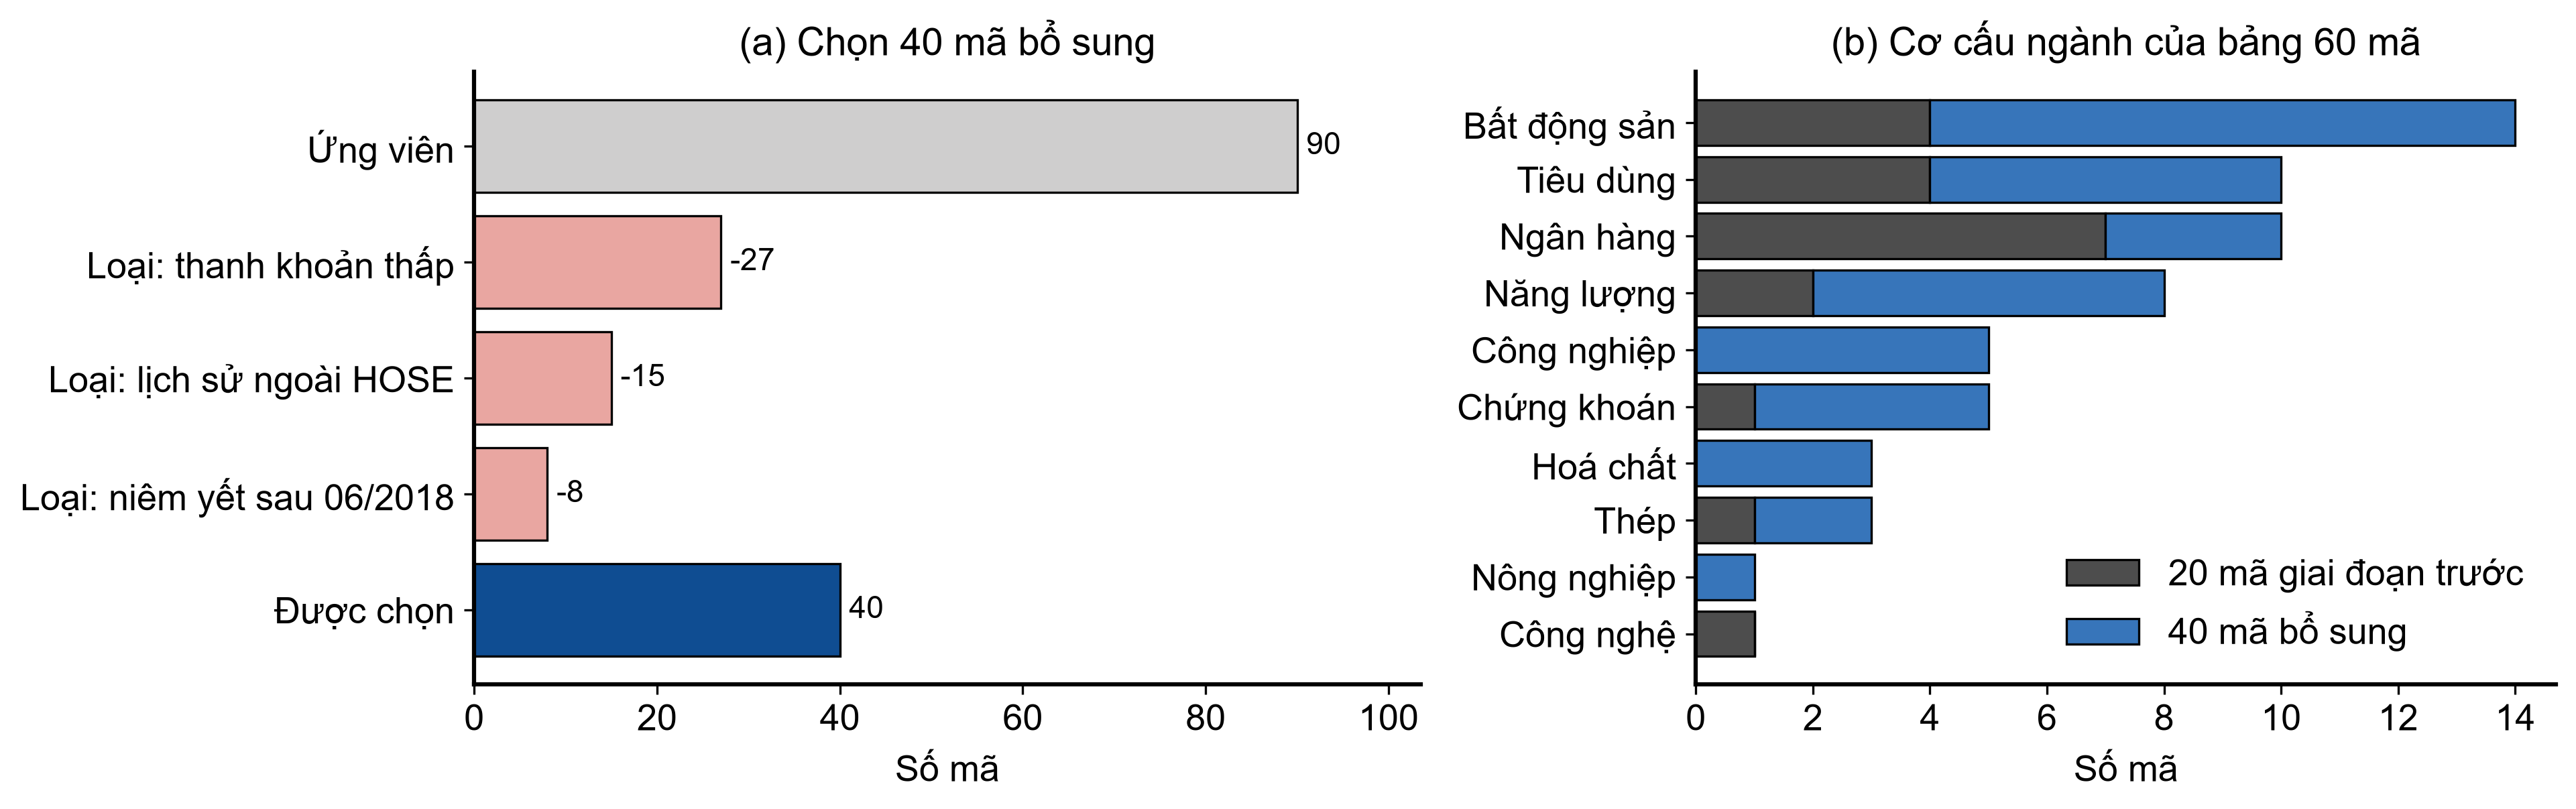 (a) Chọn 40 mã bổ sung
Ứng viên
90
Loại: thanh khoản thấp
-27
Loại: lịch sử ngoài HOSE
-15
Loại: niêm yết sau 06/2018
-8
Được chọn
40
0 20 40 60 80 100
Số mã
(b) Cơ cấu ngành của bảng 60 mã
Bất động sản
Tiêu dùng
Ngân hàng
Năng lượng
Công nghiệp
Chứng khoán
Hoá chất
Thép
Nông nghiệp
Công nghệ
20 mã giai đoạn trước
40 mã bổ sung
0 2 4 6 8 10 12 14
Số mã